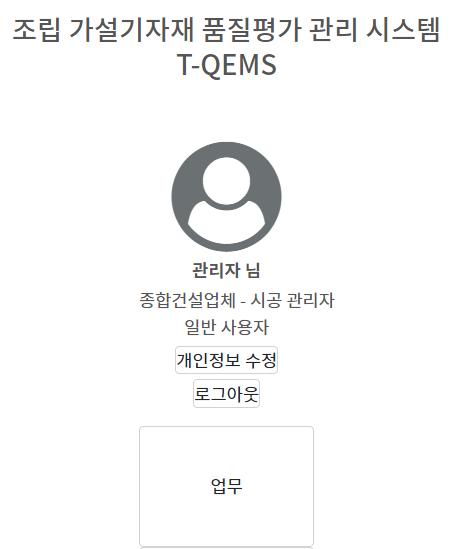 조립 가설기자재 품질평가 관리 시스템
T-QEMS
관리자 님
종합건설업체 - 시공 관리자
일반 사용자
개인정보 수정
로그아웃
업무